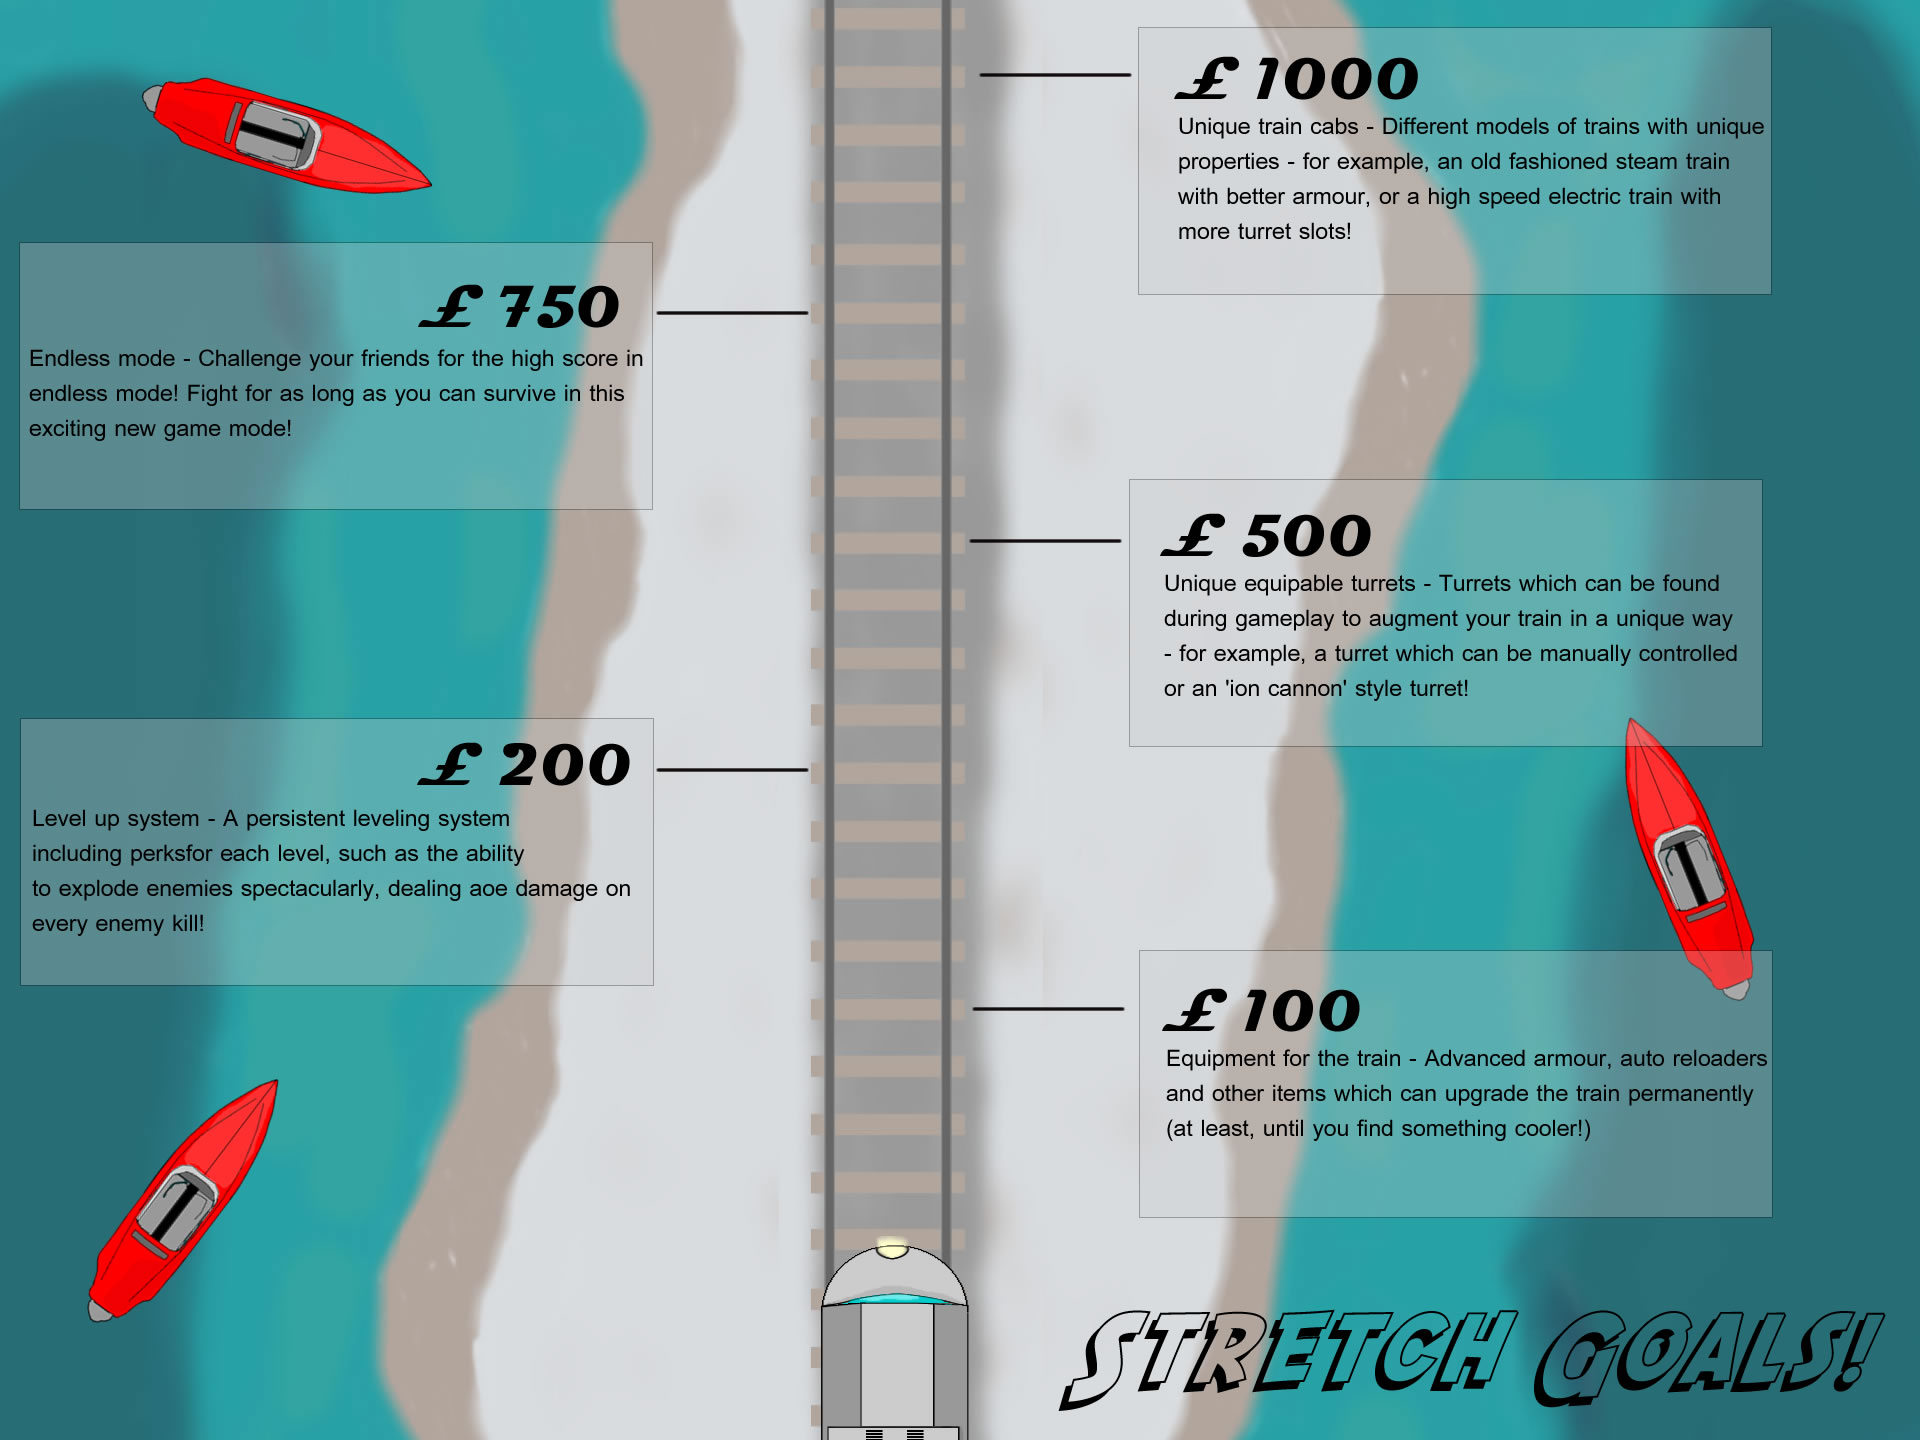 £ 1000
Unique train cabs - Different models of trains with unique
properties - for example, an old fashioned steam train
with better armour, or a high speed electric train with
more turret slots!
£ 750
Endless mode - Challenge your friends for the high score in
endless mode! Fight for as long as you can survive in this
exciting new game mode!
£ 500
Unique equipable turrets - Turrets which can be found
during gameplay to augment your train in a unique way
- for example, a turret which can be manually controlled
or an 'ion cannon' style turret!
£ 200
Level up system - A persistent leveling system
including perksfor each level, such as the ability
to explode enemies spectacularly, dealing aoe damage on
every enemy kill!
£ 100
Equipment for the train - Advanced armour, auto reloaders
and other items which can upgrade the train permanently
(at least, until you find something cooler!)
STRETCH GOALS!